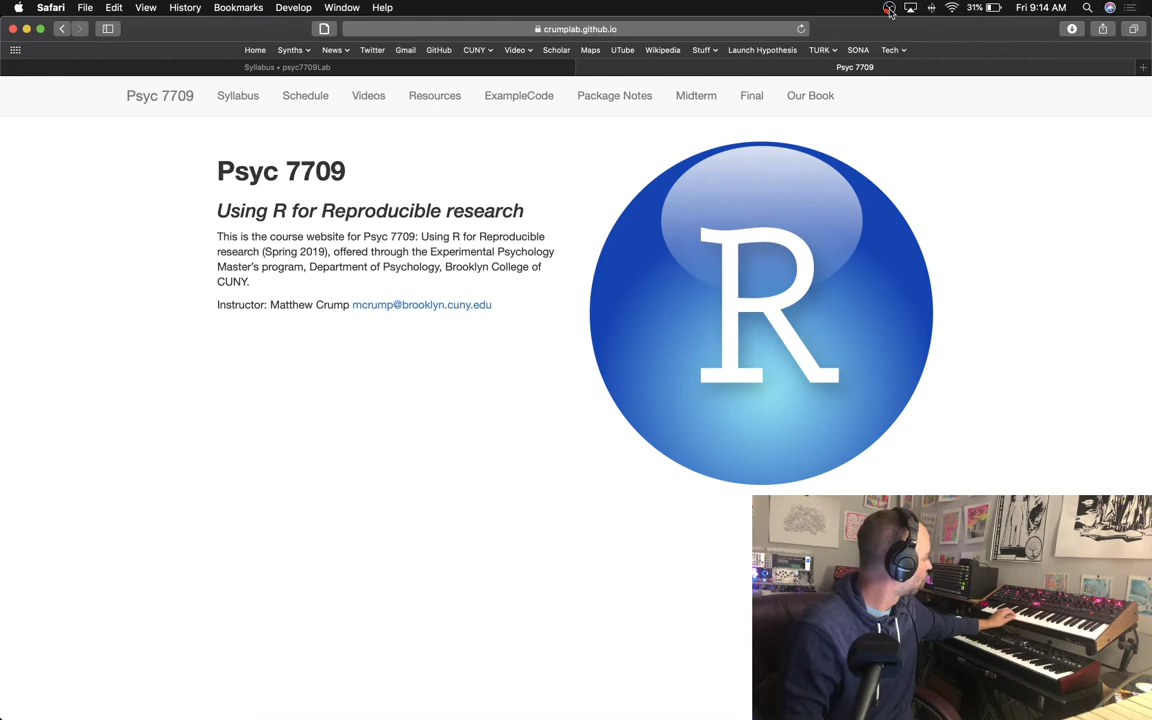 Safari File Edit View History Bookmarks Develop Window Help 31% Fri 9:14 AM
crumplab.github.io
Home Synths News Twitter Gmail GitHub CUNY Video Scholar Maps UTube Wikipedia Stuff Launch Hypothesis TURK SONA Tech
Syllabus • psyc7709Lab Psyc 7709
Psyc 7709 Syllabus Schedule Videos Resources ExampleCode Package Notes Midterm Final Our Book
Psyc 7709
Using R for Reproducible research
This is the course website for Psyc 7709: Using R for Reproducible
research (Spring 2019), offered through the Experimental Psychology
Master's program, Department of Psychology, Brooklyn College of
CUNY.
Instructor: Matthew Crump mcrump@brooklyn.cuny.edu
R